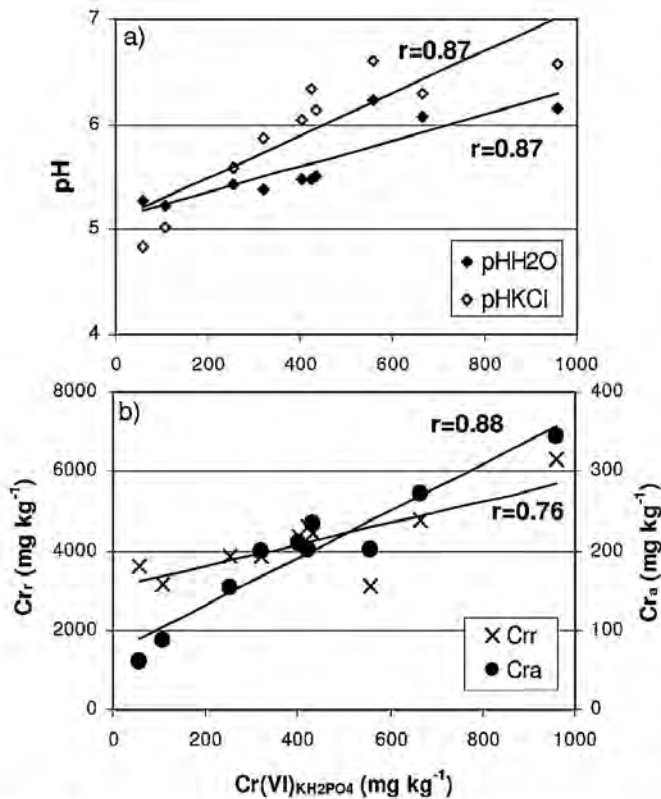 7
a)
r=0.87
6
pH
r=0.87
5
pHH2O
pHKCl
4
0 200 400 600 800 1000
8000 400
b)
r=0.88
6000 300
r=0.76
Crr (mg kg-1)
4000 200
Cra (mg kg-1)
2000 100
Crr
Cra
0 0
0 200 400 600 800 1000
Cr(VI)KH2PO4 (mg kg-1)